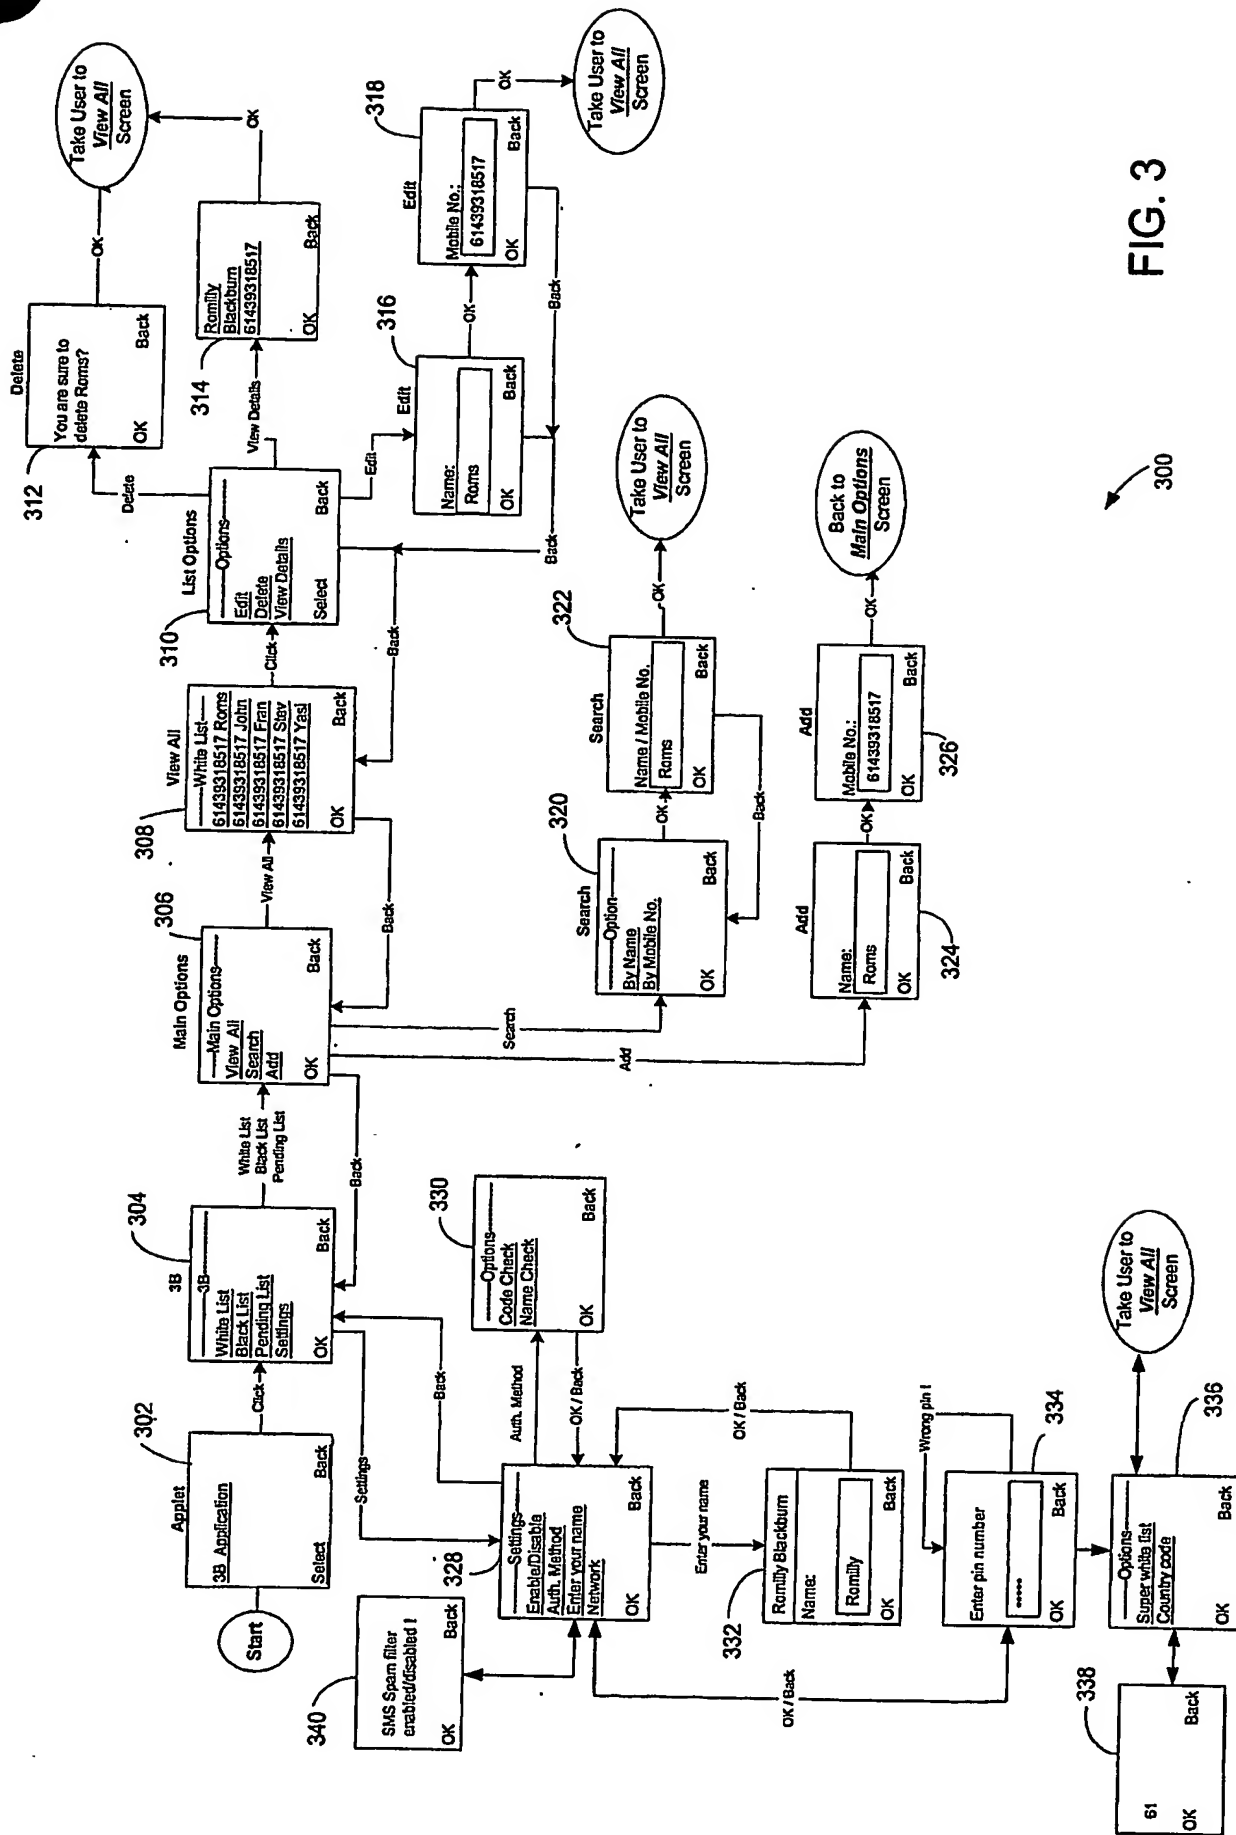 Start
Applet
302
3B Application
Select Back
Click
3B
304
3B
White List
Black List
Pending List
Settings
OK Back
White List
Black List
Pending List
Back
Settings
Main Options
306
Main Options
View All
Search
Add
OK Back
View All
Back
Search
Add
View All
308
White List
61439318517 Roms
61439318517 John
61439318517 Fran
61439318517 Stev
61439318517 Yasi
OK Back
Click
Back
List Options
310
Options
Edit
Delete
View Details
Select Back
Delete
View Details
Edit
Back
Delete
312
You are sure to
delete Roms?
OK Back
OK
Take User to
View All
Screen
314
Romilly
Blackburn
61439318517
OK Back
OK
Edit
316
Name:
Roms
OK Back
OK
Back
Edit
318
Mobile No.:
61439318517
OK Back
OK
Back
Take User to
View All
Screen
Search
320
Option
By Name
By Mobile No.
OK Back
OK
Search
322
Name / Mobile No.
Roms
OK Back
OK
Back
Take User to
View All
Screen
Add
324
Name:
Roms
OK Back
OK
Add
326
Mobile No.:
61439318517
OK Back
OK
Back to
Main Options
Screen
328
Settings
Enable/Disable
Auth. Method
Enter your name
Network
OK Back
Back
Auth. Method
OK / Back
330
Options
Code Check
Name Check
OK Back
340
SMS Spam filter
enabled/disabled !
OK Back
Enter your name
OK / Back
332
Romilly Blackburn
Name:
Romilly
OK Back
OK / Back
Wrong pin !
334
Enter pin number
*****
OK Back
336
Options
Super white list
Country code
OK Back
Take User to
View All
Screen
338
61
OK Back
300
FIG. 3